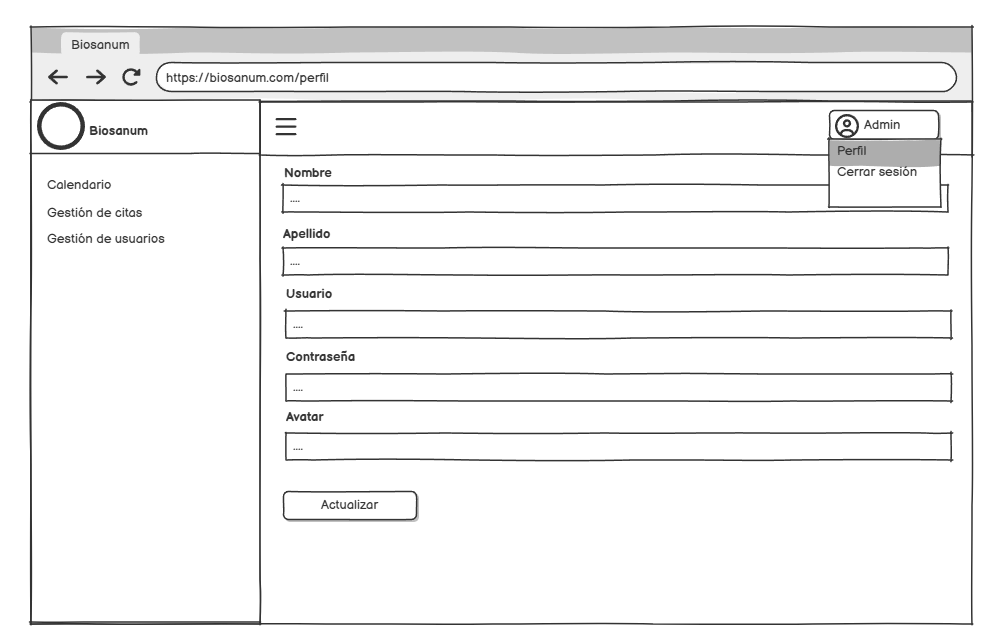 Biosanum
https://biosanum.com/perfil
Biosanum
Admin
Perfil
Cerrar sesión
Calendario
Gestión de citas
Gestión de usuarios
Nombre
....
Apellido
....
Usuario
....
Contraseña
....
Avatar
....
Actualizar